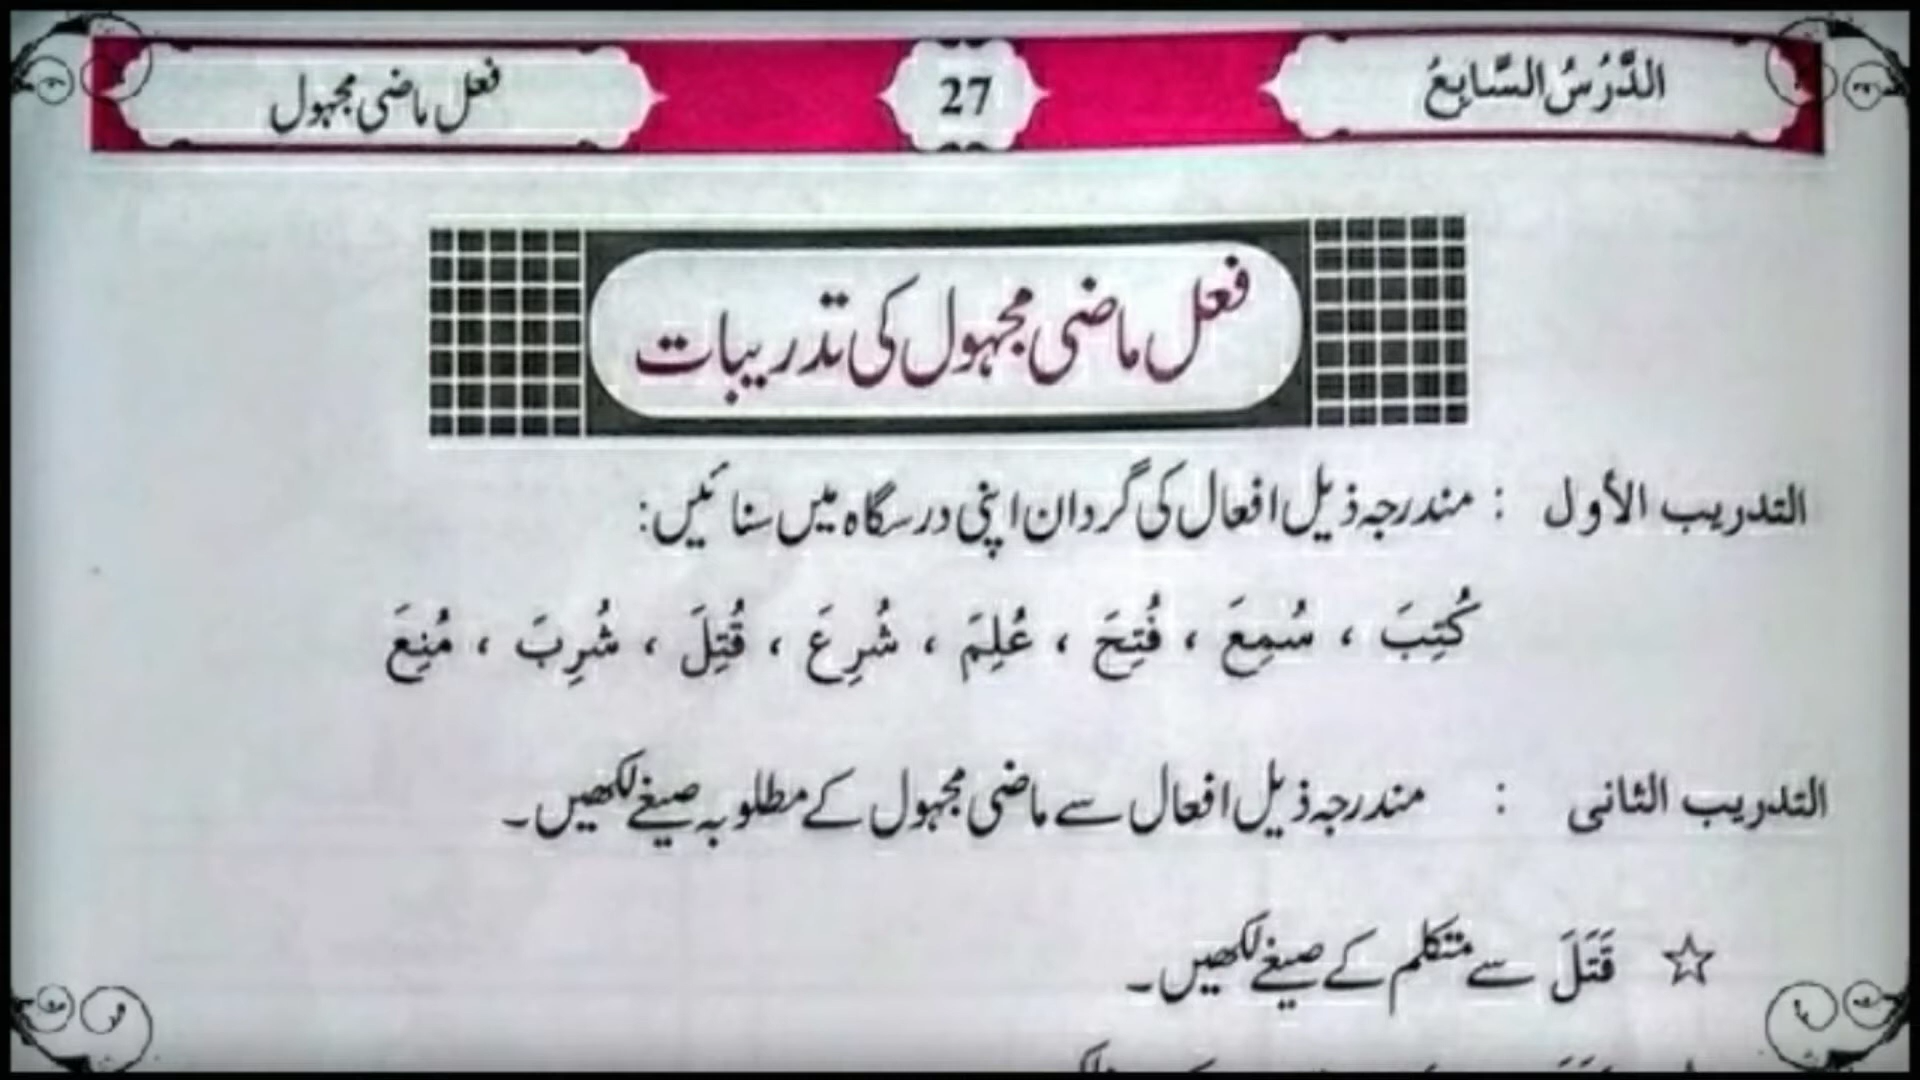 الدَّرْسُ السَّابِعُ 27 فعل ماضی مجہول
فعل ماضی مجہول کی تدریبات
التدریب الأول : مندرجہ ذیل افعال کی گردان اپنی درسگاہ میں سنائیں:
كُتِبَ ، سُمِعَ ، فُتِحَ ، عُلِمَ ، شُرِعَ ، قُتِلَ ، شُرِبَ ، مُنِعَ
التدریب الثانی : مندرجہ ذیل افعال سے ماضی مجہول کے مطلوبہ صیغے لکھیں۔
☆ قَتَلَ سے متکلم کے صیغے لکھیں۔